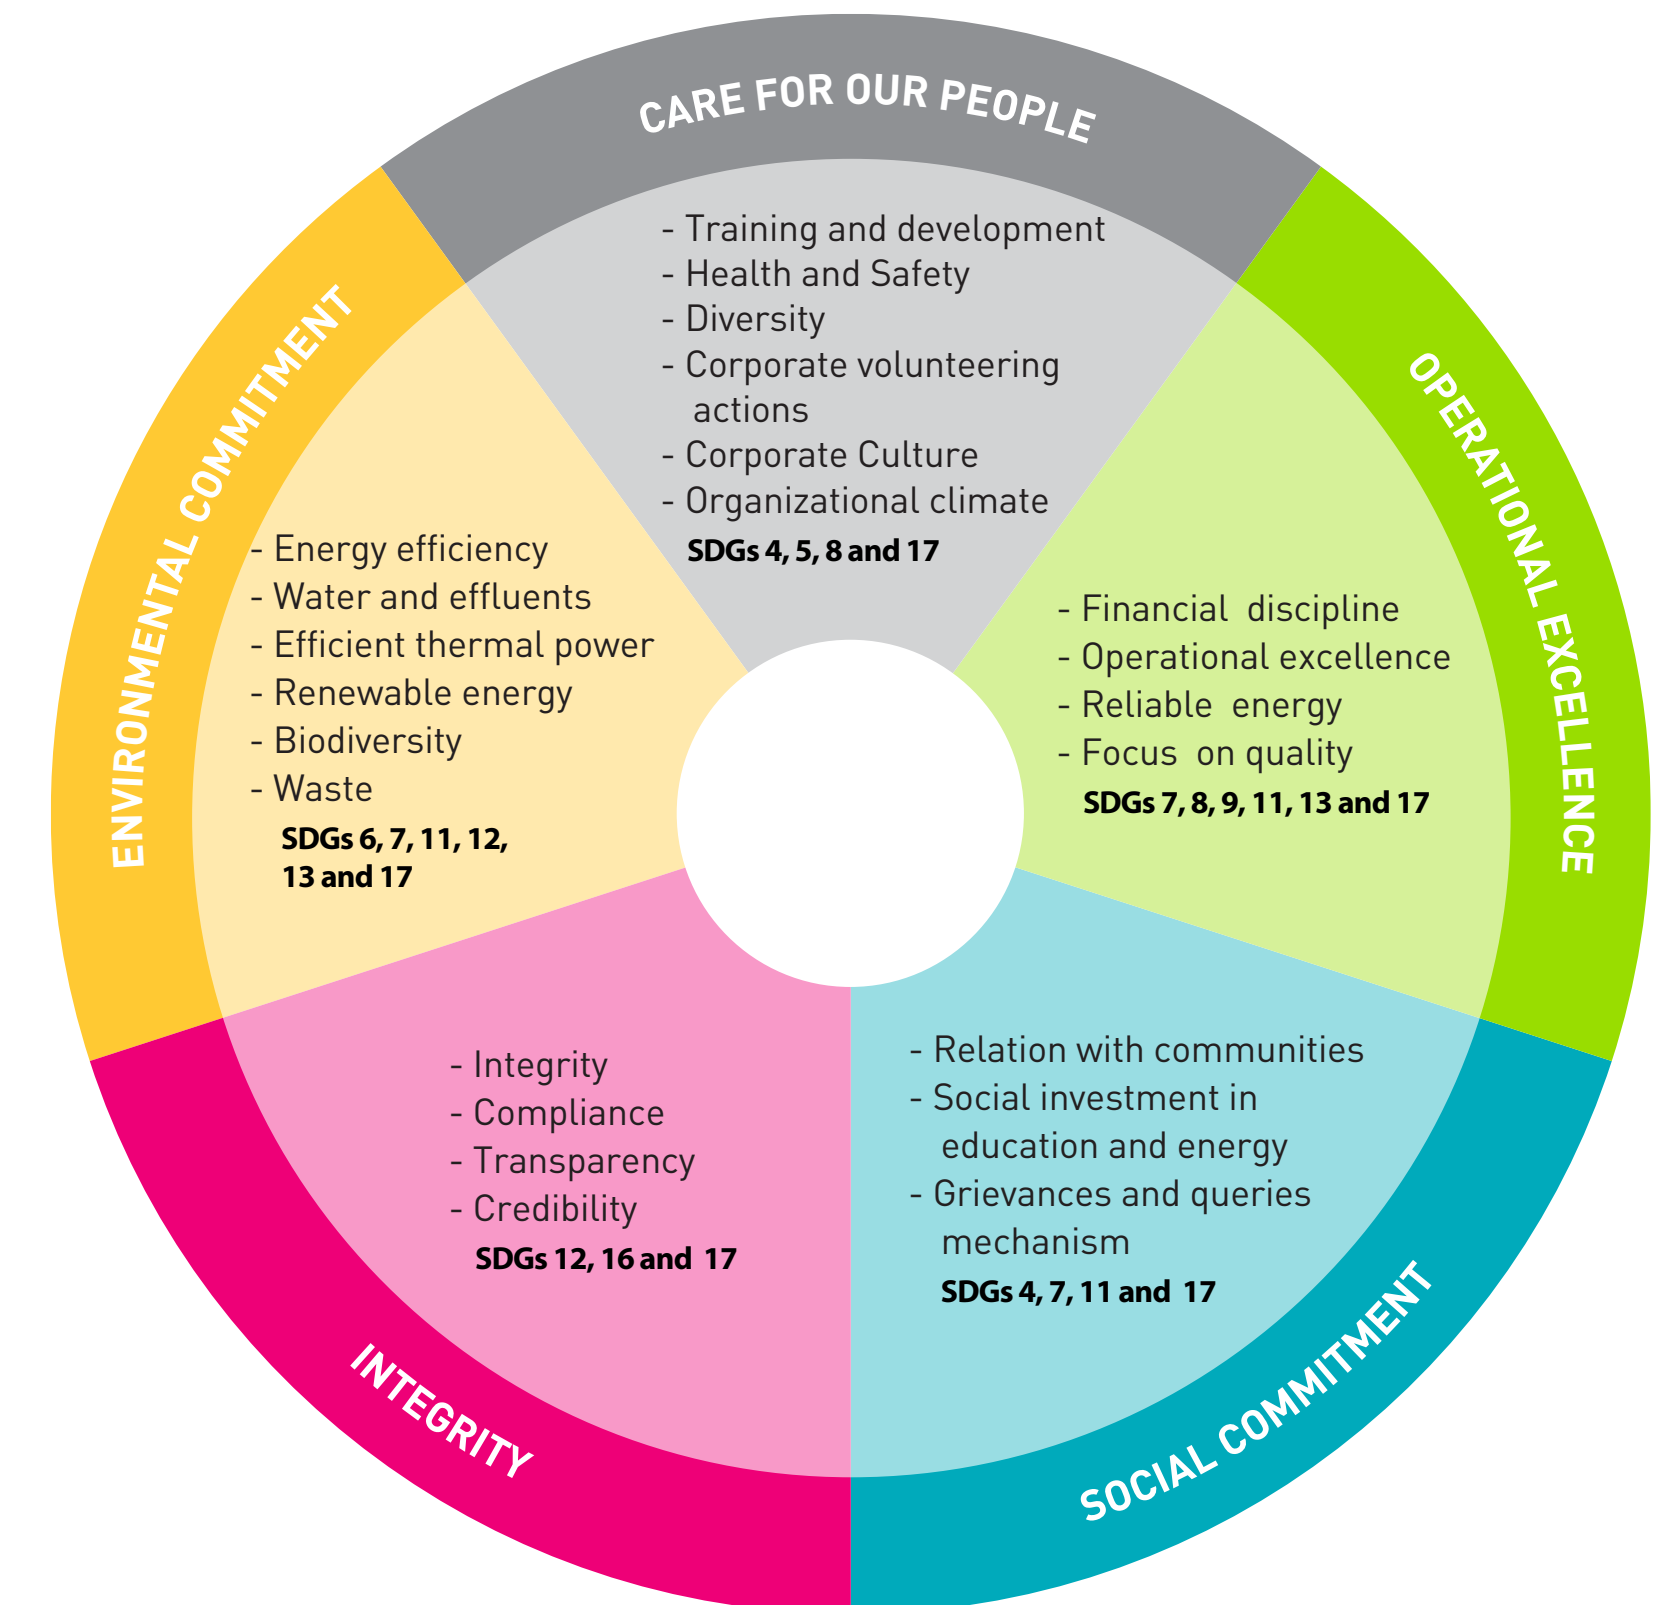 CARE FOR OUR PEOPLE
- Training and development
- Health and Safety
- Diversity
- Corporate volunteering
actions
- Corporate Culture
- Organizational climate
SDGs 4, 5, 8 and 17
OPERATIONAL EXCELLENCE
- Financial discipline
- Operational excellence
- Reliable energy
- Focus on quality
SDGs 7, 8, 9, 11, 13 and 17
SOCIAL COMMITMENT
- Relation with communities
- Social investment in
education and energy
- Grievances and queries
mechanism
SDGs 4, 7, 11 and 17
INTEGRITY
- Integrity
- Compliance
- Transparency
- Credibility
SDGs 12, 16 and 17
ENVIRONMENTAL COMMITMENT
- Energy efficiency
- Water and effluents
- Efficient thermal power
- Renewable energy
- Biodiversity
- Waste
SDGs 6, 7, 11, 12,
13 and 17